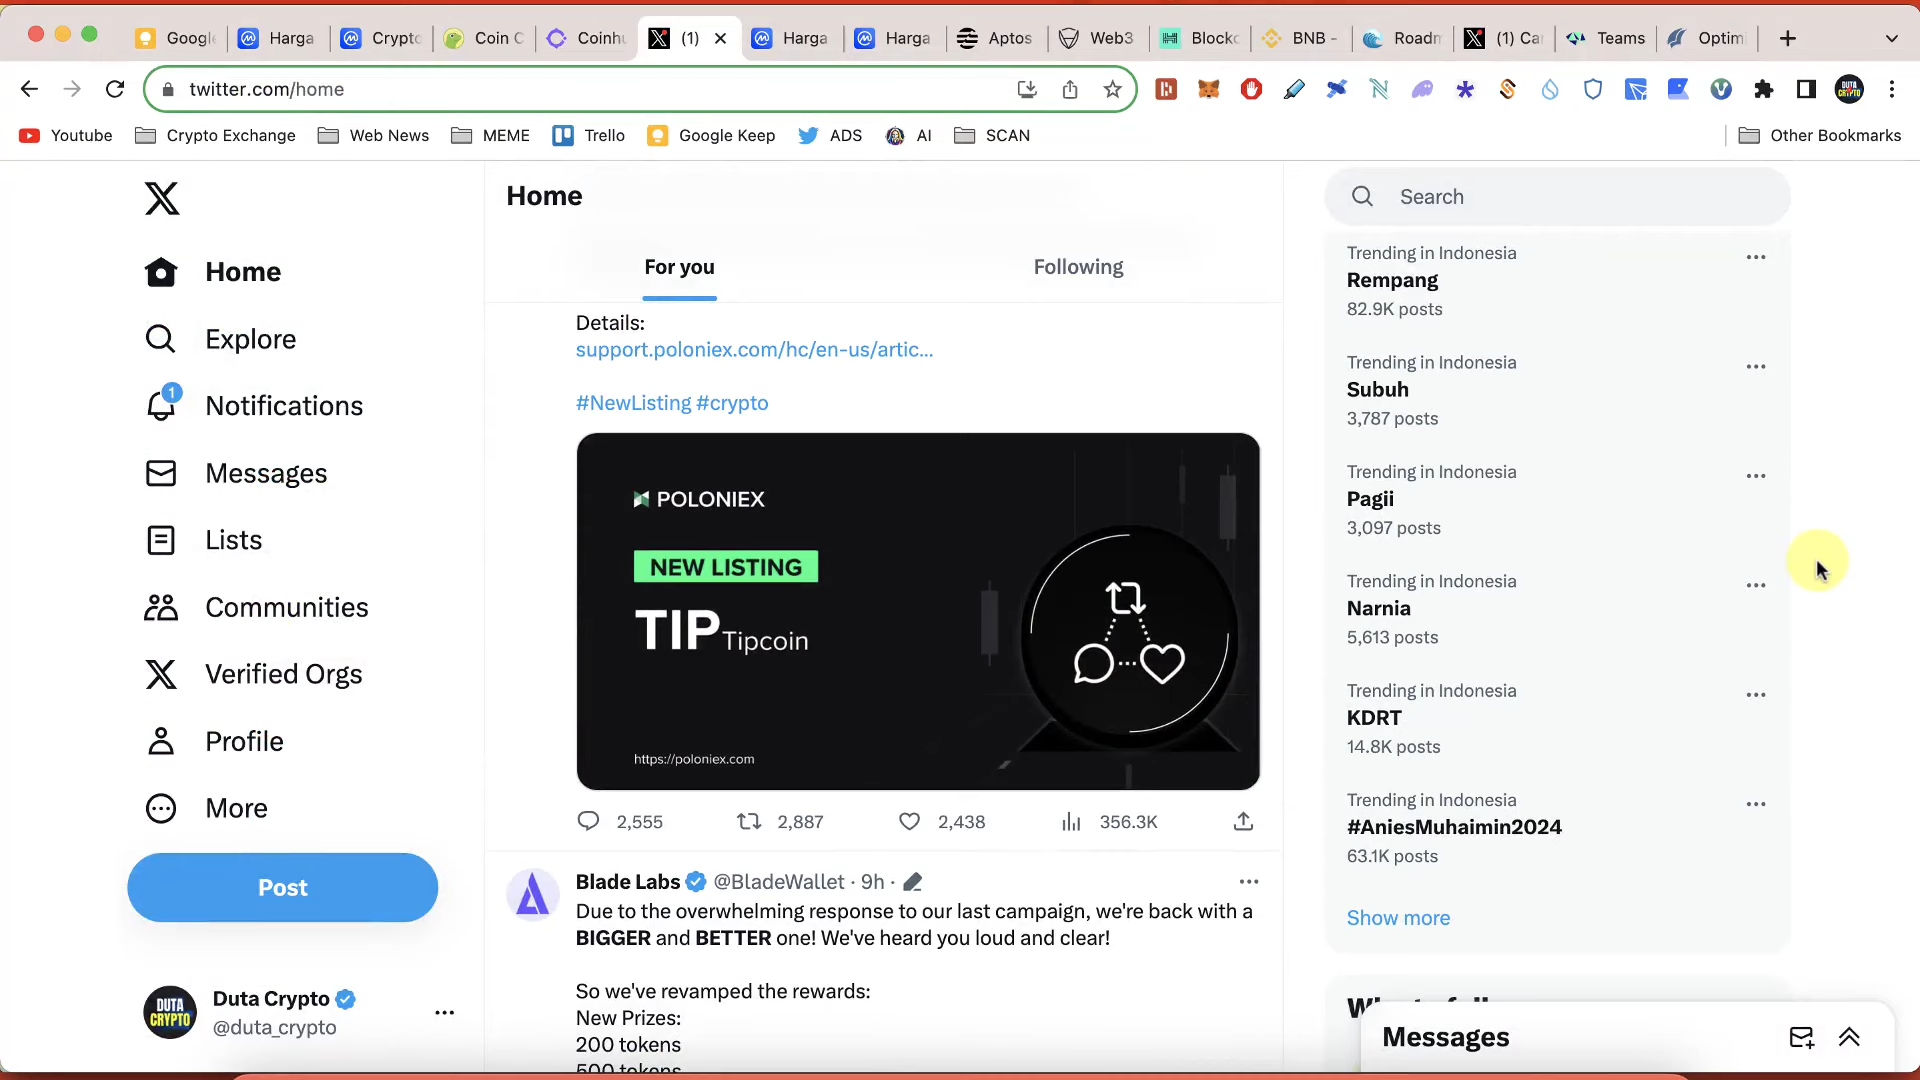 Google
Harga
Crypto
Coin C
Coinhu
(1)
Harga
Harga
Aptos
Web3
Blockc
BNB -
Roadm
(1) Ca
Teams
Optimi
twitter.com/home
Youtube
Crypto Exchange
Web News
MEME
Trello
Google Keep
ADS
AI
SCAN
Other Bookmarks
Home
Explore
1
Notifications
Messages
Lists
Communities
Verified Orgs
Profile
More
Post
DUTA
CRYPTO
Duta Crypto
@duta_crypto
Home
For you
Following
Details:
support.poloniex.com/hc/en-us/artic...
#NewListing #crypto
POLONIEX
NEW LISTING
TIP Tipcoin
https://poloniex.com
2,555
2,887
2,438
356.3K
Blade Labs @BladeWallet · 9h ·
Due to the overwhelming response to our last campaign, we're back with a
BIGGER and BETTER one! We've heard you loud and clear!
So we've revamped the rewards:
New Prizes:
200 tokens
500 tokens
Search
Trending in Indonesia
Rempang
82.9K posts
Trending in Indonesia
Subuh
3,787 posts
Trending in Indonesia
Pagii
3,097 posts
Trending in Indonesia
Narnia
5,613 posts
Trending in Indonesia
KDRT
14.8K posts
Trending in Indonesia
#AniesMuhaimin2024
63.1K posts
Show more
Messages